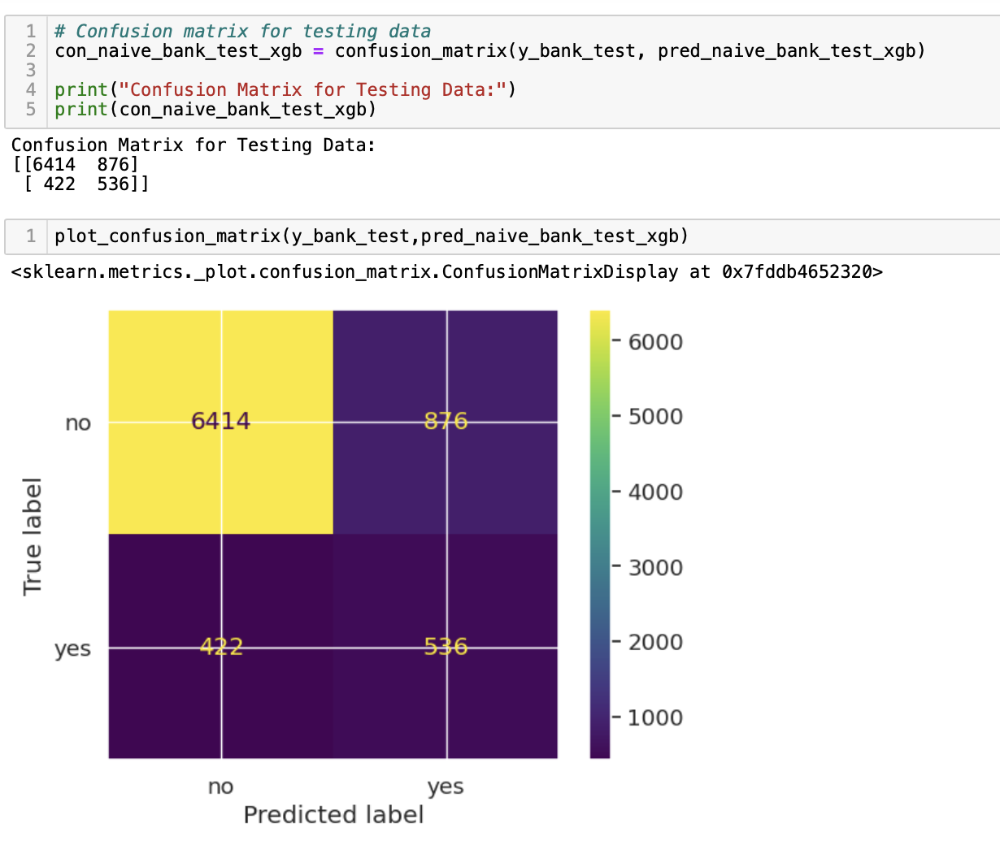 1 # Confusion matrix for testing data
2 con_naive_bank_test_xgb = confusion_matrix(y_bank_test, pred_naive_bank_test_xgb)
3
4 print("Confusion Matrix for Testing Data:")
5 print(con_naive_bank_test_xgb)
Confusion Matrix for Testing Data:
[[6414  876]
 [ 422  536]]
1 plot_confusion_matrix(y_bank_test,pred_naive_bank_test_xgb)
<sklearn.metrics._plot.confusion_matrix.ConfusionMatrixDisplay at 0x7fddb4652320>
True label
no
yes
6414 876
422 536
no yes
Predicted label
6000
5000
4000
3000
2000
1000